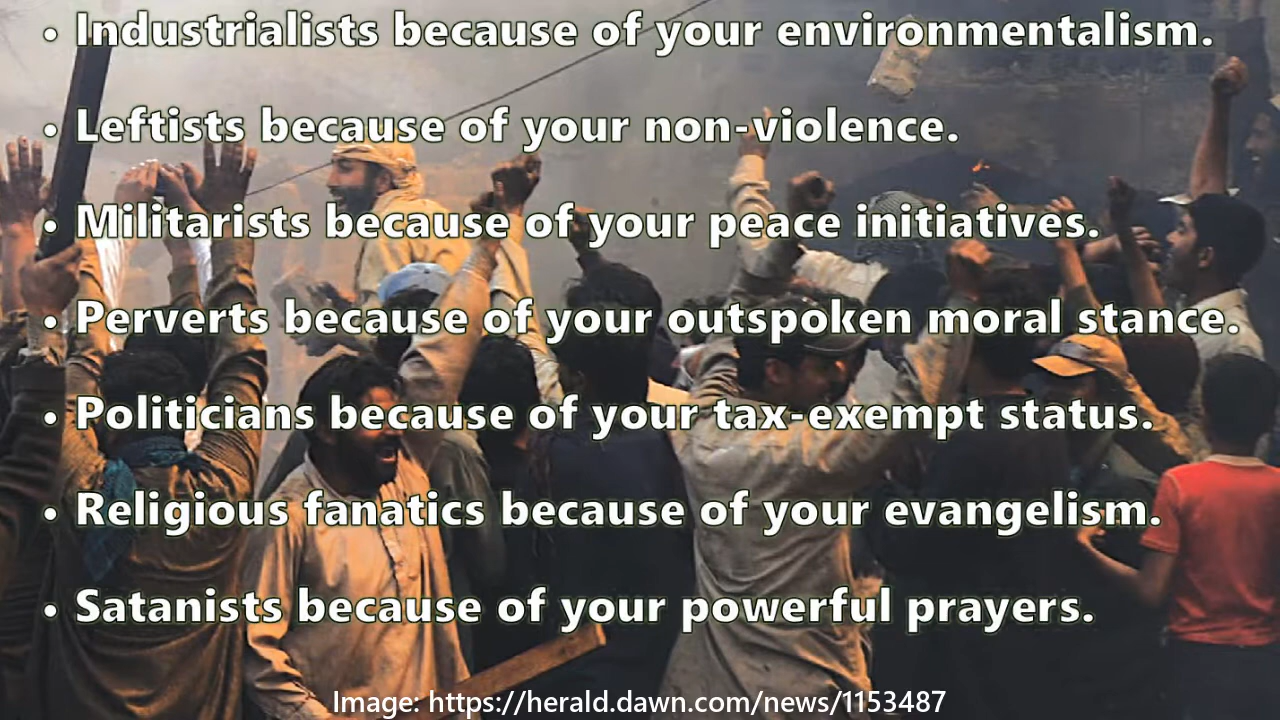 • Industrialists because of your environmentalism.
• Leftists because of your non-violence.
• Militarists because of your peace initiatives.
• Perverts because of your outspoken moral stance.
• Politicians because of your tax-exempt status.
• Religious fanatics because of your evangelism.
• Satanists because of your powerful prayers.
Image: https://herald.dawn.com/news/1153487